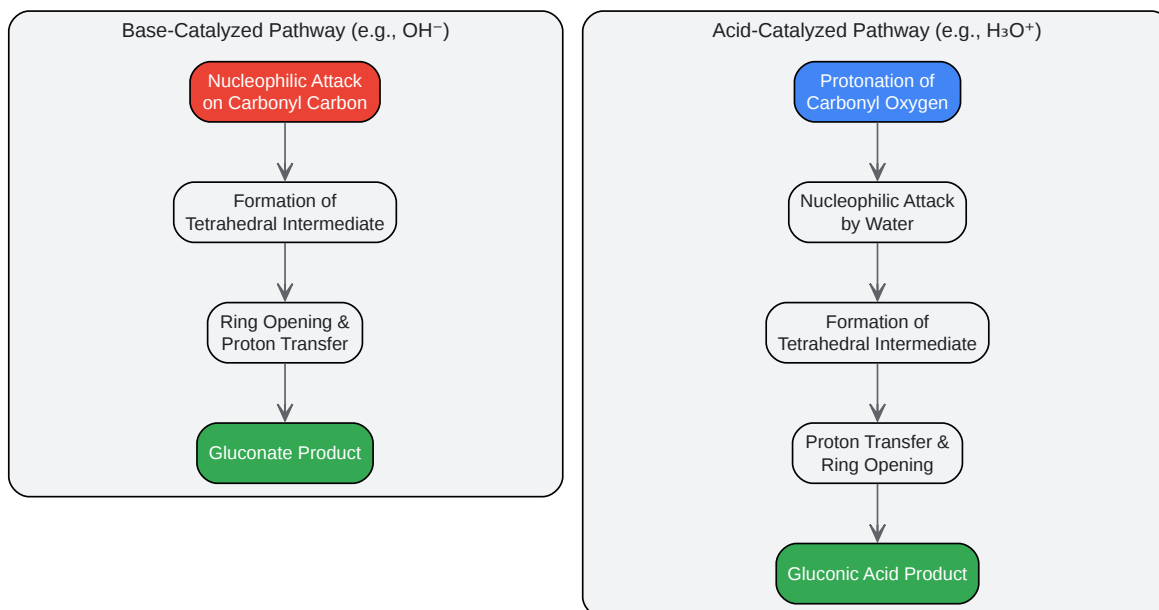 Base-Catalyzed Pathway (e.g., OH⁻)
Nucleophilic Attack
on Carbonyl Carbon
Formation of
Tetrahedral Intermediate
Ring Opening &
Proton Transfer
Gluconate Product
Acid-Catalyzed Pathway (e.g., H₃O⁺)
Protonation of
Carbonyl Oxygen
Nucleophilic Attack
by Water
Formation of
Tetrahedral Intermediate
Proton Transfer &
Ring Opening
Gluconic Acid Product